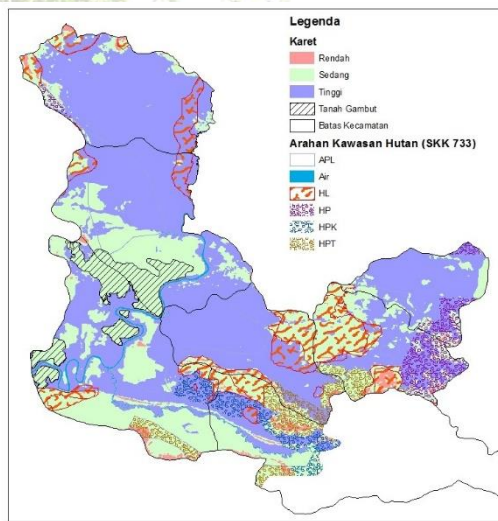 Legenda
Karet
Rendah
Sedang
Tinggi
Tanah Gambut
Batas Kecamatan
Arahan Kawasan Hutan (SKK 733)
APL
Air
HL
HP
HPK
HPT